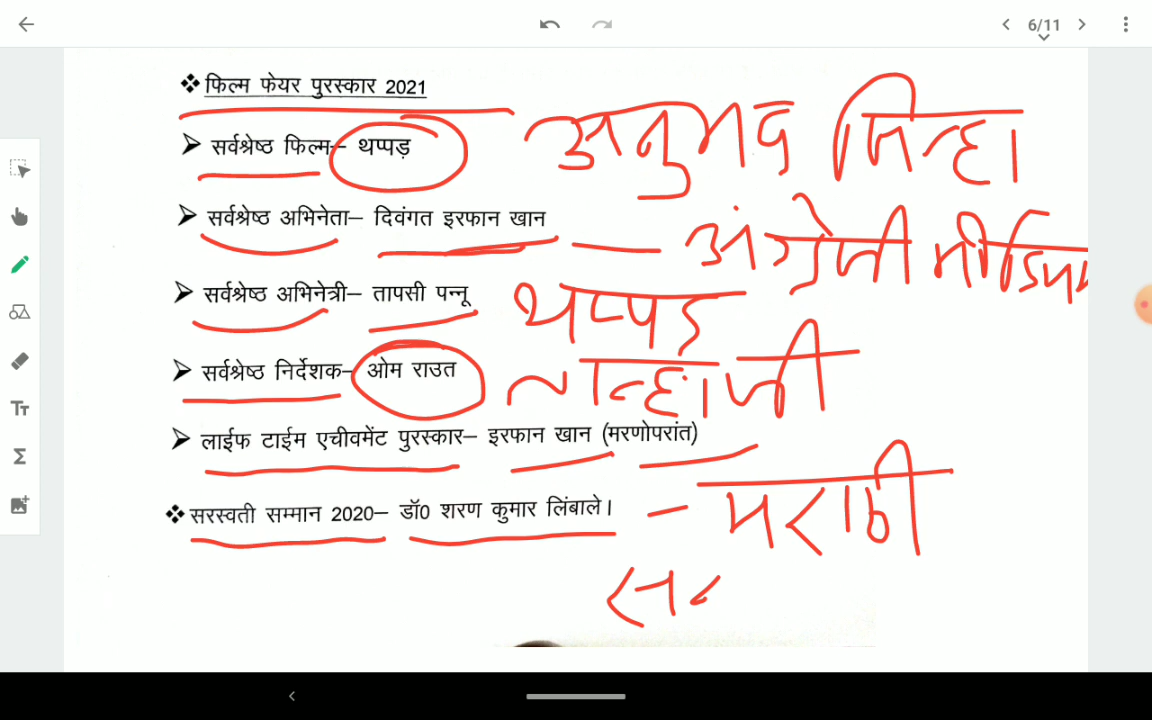 6/11
❖ फिल्म फेयर पुरस्कार 2021
➤ सर्वश्रेष्ठ फिल्म– थप्पड़ अनुभव सिन्हा
➤ सर्वश्रेष्ठ अभिनेता– दिवंगत इरफान खान — अंग्रेजी मीडियम
➤ सर्वश्रेष्ठ अभिनेत्री– तापसी पन्नू थप्पड़
➤ सर्वश्रेष्ठ निर्देशक– ओम राउत तान्हाजी
➤ लाईफ टाईम एचीवमेंट पुरस्कार– इरफान खान (मरणोपरांत)
❖ सरस्वती सम्मान 2020– डॉ0 शरण कुमार लिंबाले। – मराठी
Tт
Σ